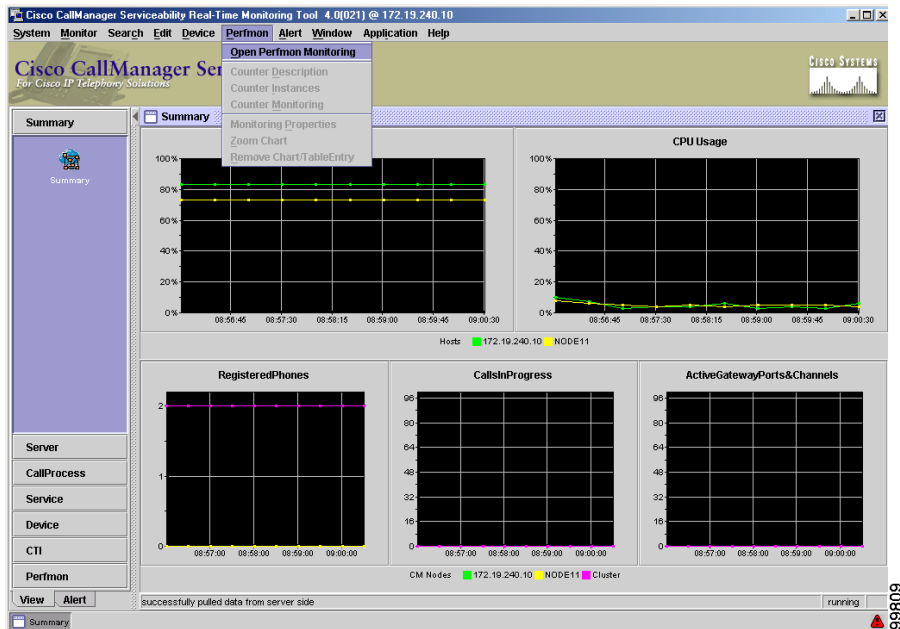 Cisco CallManager Serviceability Real-Time Monitoring Tool 4.0(021) @ 172.19.240.10
System Monitor Search Edit Device Perfmon Alert Window Application Help
Open Perfmon Monitoring
Counter Description
Counter Instances
Counter Monitoring
Monitoring Properties
Zoom Chart
Remove Chart/TableEntry
Cisco CallManager Ser
For Cisco IP Telephony Solutions
CISCO SYSTEMS
Summary
Summary
Summary
CPU Usage
100%
80%
60%
40%
20%
0%
08:56:45 08:57:30 08:58:15 08:59:00 08:59:45 09:00:30
100%
80%
60%
40%
20%
0%
08:56:45 08:57:30 08:58:15 08:59:00 08:59:45 09:00:30
Hosts 172.19.240.10 NODE11
RegisteredPhones
2
1
0
08:57:00 08:58:00 08:59:00 09:00:00
CallsInProgress
96
80
64
48
32
16
0
08:57:00 08:58:00 08:59:00 09:00:00
ActiveGatewayPorts&Channels
96
80
64
48
32
16
0
08:57:00 08:58:00 08:59:00 09:00:00
CM Nodes 172.19.240.10 NODE11 Cluster
Server
CallProcess
Service
Device
CTI
Perfmon
View Alert
successfully pulled data from server side
running
Summary
99809